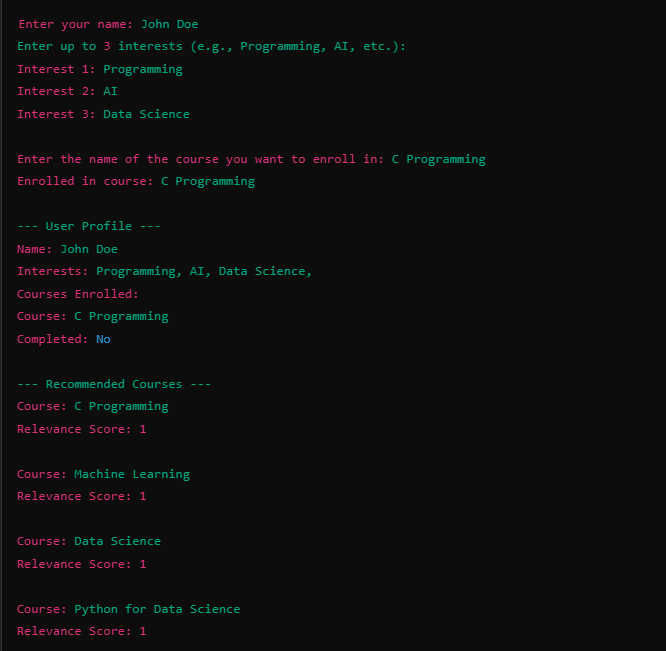 Enter your name: John Doe
Enter up to 3 interests (e.g., Programming, AI, etc.):
Interest 1: Programming
Interest 2: AI
Interest 3: Data Science
Enter the name of the course you want to enroll in: C Programming
Enrolled in course: C Programming
--- User Profile ---
Name: John Doe
Interests: Programming, AI, Data Science,
Courses Enrolled:
Course: C Programming
Completed: No
--- Recommended Courses ---
Course: C Programming
Relevance Score: 1
Course: Machine Learning
Relevance Score: 1
Course: Data Science
Relevance Score: 1
Course: Python for Data Science
Relevance Score: 1